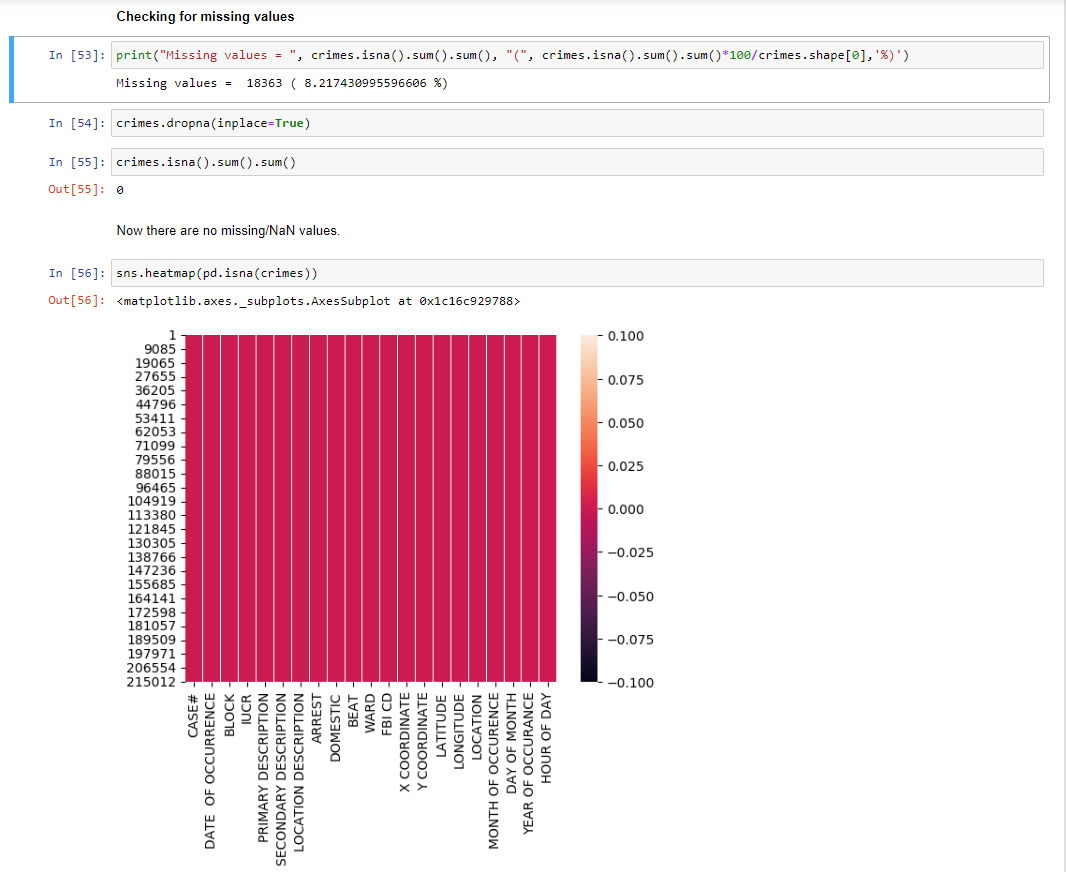 Checking for missing values
In [53]: print("Missing values = ", crimes.isna().sum().sum(), "(", crimes.isna().sum().sum()*100/crimes.shape[0],'%)')
Missing values =  18363 ( 8.217430995596606 %)
In [54]: crimes.dropna(inplace=True)
In [55]: crimes.isna().sum().sum()
Out[55]: 0
Now there are no missing/NaN values.
In [56]: sns.heatmap(pd.isna(crimes))
Out[56]: <matplotlib.axes._subplots.AxesSubplot at 0x1c16c929788>
1
9085
19065
27655
36205
44796
53411
62053
71099
79556
88015
96465
104919
113380
121845
130305
138766
147236
155685
164141
172598
181057
189509
197971
206554
215012
0.100
0.075
0.050
0.025
0.000
−0.025
−0.050
−0.075
−0.100
CASE#
DATE  OF OCCURRENCE
BLOCK
IUCR
PRIMARY DESCRIPTION
SECONDARY DESCRIPTION
LOCATION DESCRIPTION
ARREST
DOMESTIC
BEAT
WARD
FBI CD
X COORDINATE
Y COORDINATE
LATITUDE
LONGITUDE
LOCATION
MONTH OF OCCURENCE
DAY OF MONTH
YEAR OF OCCURANCE
HOUR OF DAY